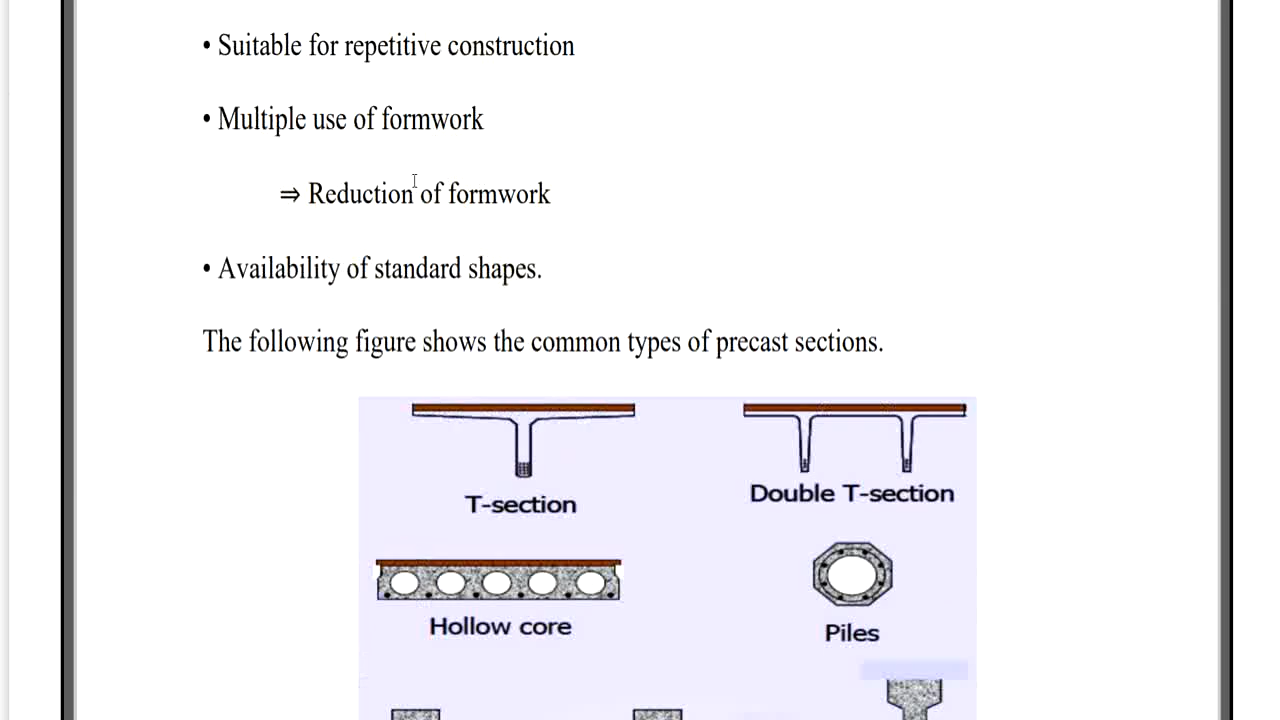 • Suitable for repetitive construction
• Multiple use of formwork
⇒ Reduction of formwork
• Availability of standard shapes.
The following figure shows the common types of precast sections.
T-section
Double T-section
Hollow core
Piles